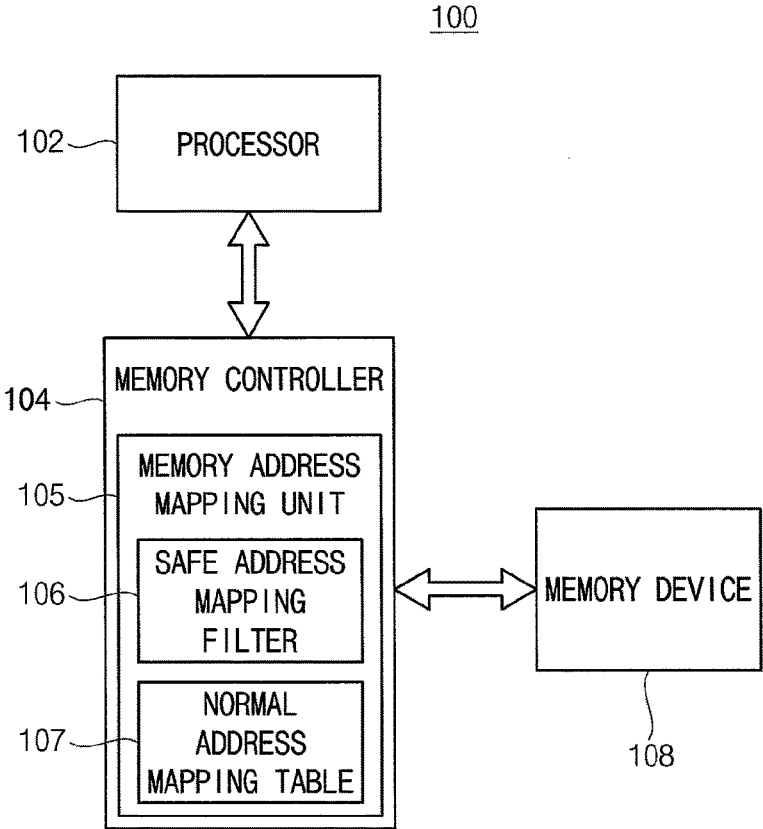 100
102
PROCESSOR
MEMORY CONTROLLER
104
MEMORY ADDRESS
MAPPING UNIT
105
SAFE ADDRESS
MAPPING
FILTER
106
MEMORY DEVICE
NORMAL
ADDRESS
MAPPING TABLE
107
108